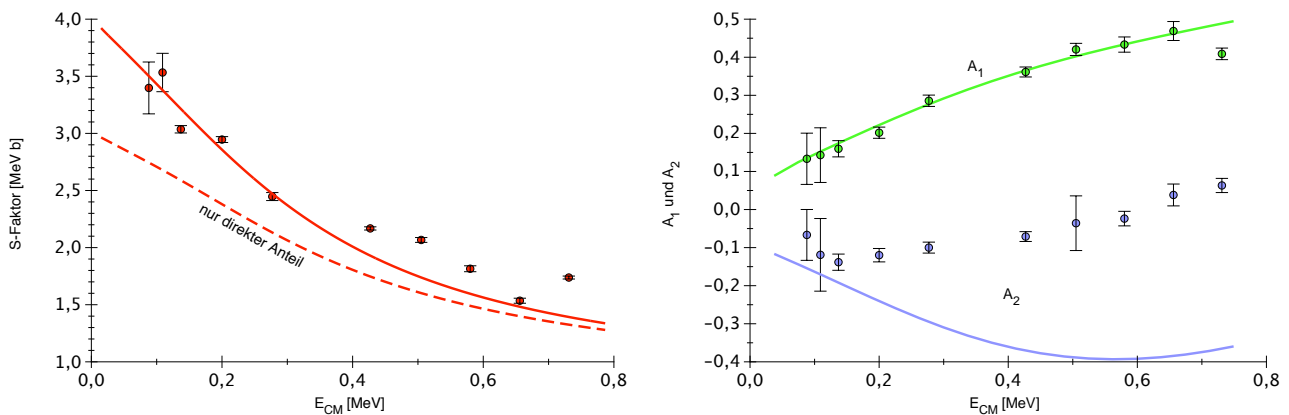 4,0
3,5
3,0
2,5
2,0
1,5
1,0
S-Faktor [MeV b]
nur direkter Anteil
0,0 0,2 0,4 0,6 0,8
E_CM [MeV]
0,5
0,4
0,3
0,2
0,1
0,0
−0,1
−0,2
−0,3
−0,4
A_1 und A_2
A_1
A_2
0,0 0,2 0,4 0,6 0,8
E_CM [MeV]